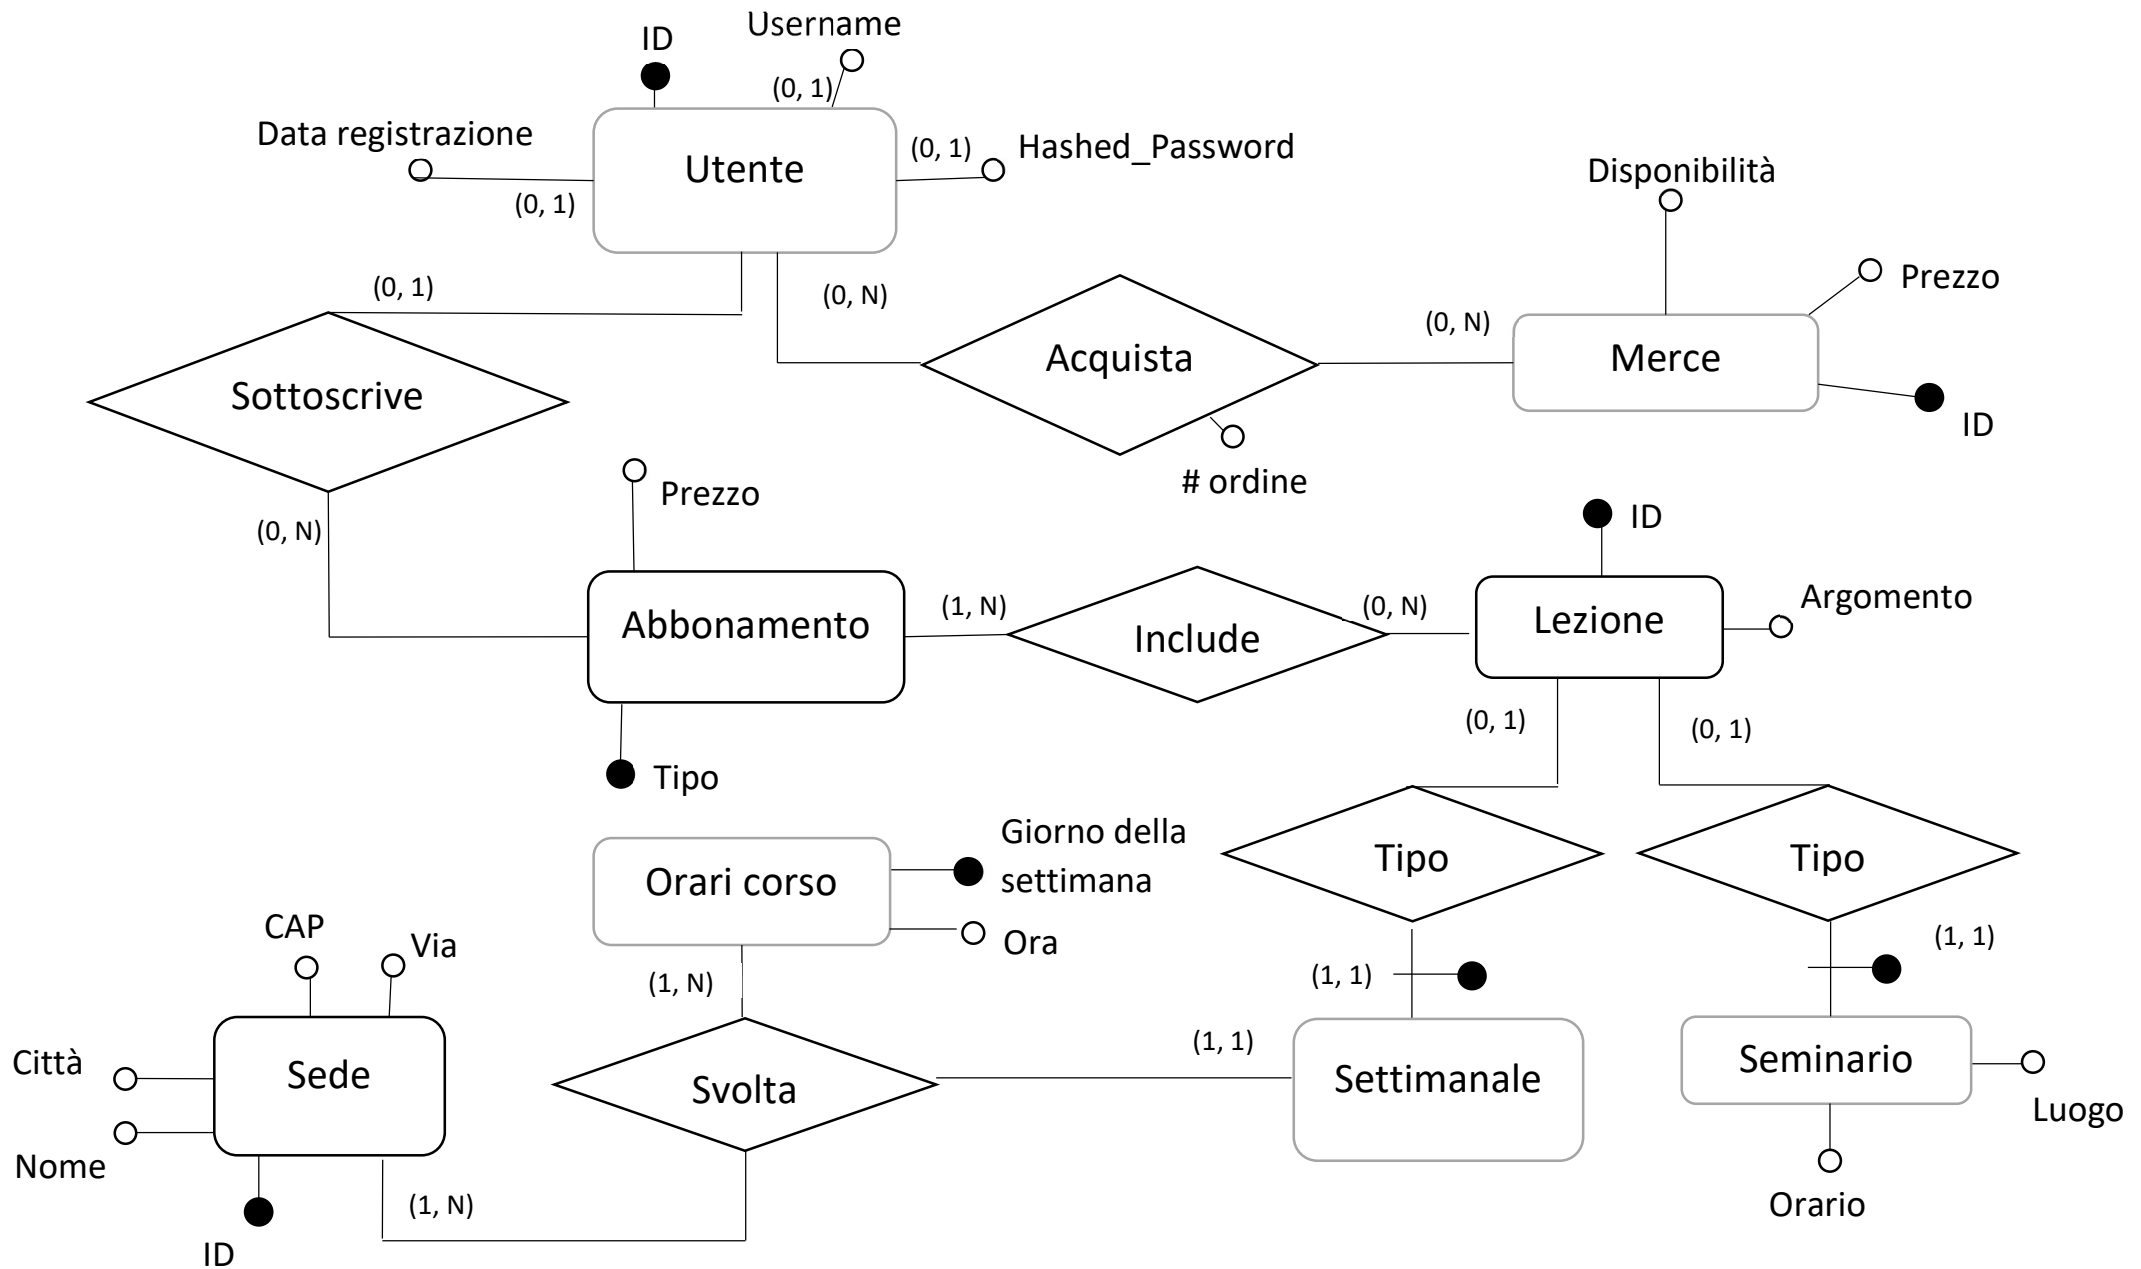 Username
ID
(0, 1)
Data registrazione
(0, 1)
Hashed_Password
Utente
(0, 1)
Disponibilità
Prezzo
(0, 1)
(0, N)
(0, N)
Acquista
Merce
Sottoscrive
ID
# ordine
Prezzo
(0, N)
ID
Abbonamento
(1, N)
Include
(0, N)
Lezione
Argomento
(0, 1)
(0, 1)
Tipo
Giorno della
settimana
Orari corso
Ora
Tipo
Tipo
CAP
Via
(1, N)
(1, 1)
(1, 1)
Città
Sede
Svolta
(1, 1)
Settimanale
Seminario
Luogo
Nome
(1, N)
Orario
ID